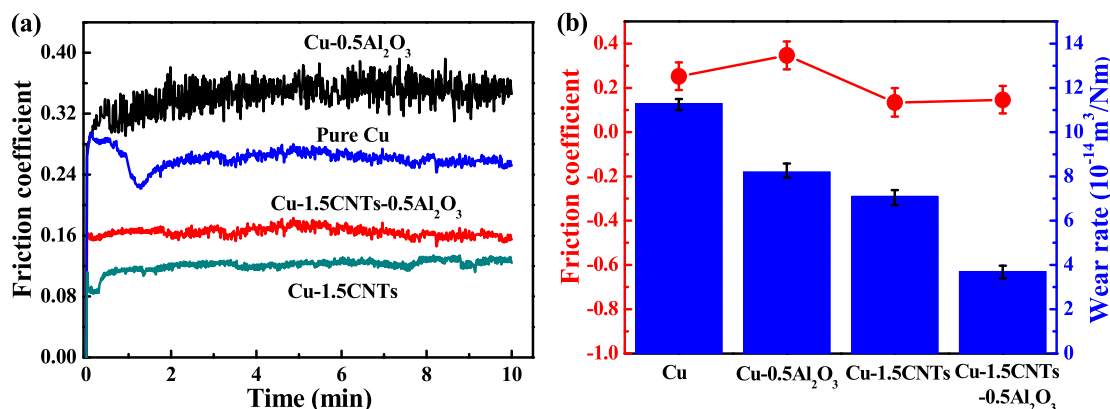 (a)
Friction coefficient
0.40
0.32
0.24
0.16
0.08
0.00
Cu-0.5Al₂O₃
Pure Cu
Cu-1.5CNTs-0.5Al₂O₃
Cu-1.5CNTs
0 2 4 6 8 10
Time (min)
(b)
Friction coefficient
0.4
0.2
0.0
-0.2
-0.4
-0.6
-0.8
-1.0
14
12
10
8
6
4
2
0
Wear rate (10⁻¹⁴m³/Nm)
Cu Cu-0.5Al₂O₃ Cu-1.5CNTs Cu-1.5CNTs
-0.5Al₂O₃